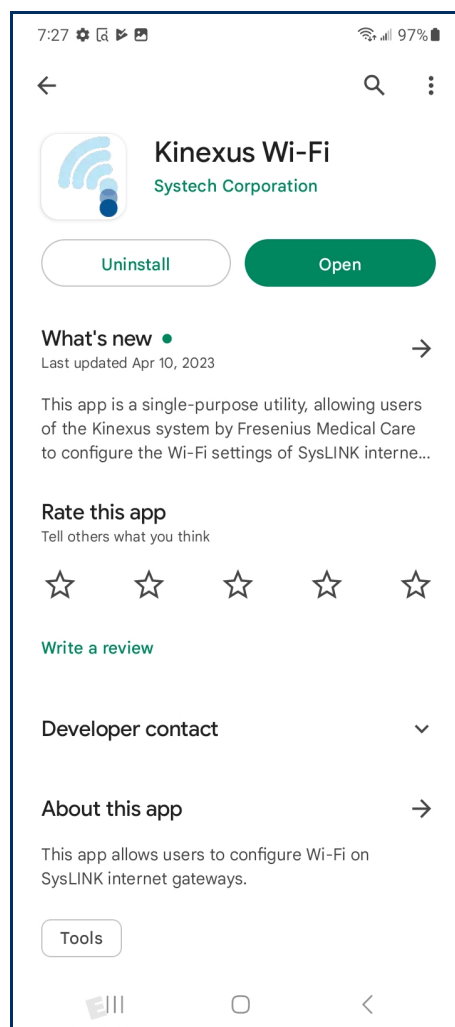 7:27
97%
Kinexus Wi-Fi
Systech Corporation
Uninstall
Open
What's new
Last updated Apr 10, 2023
This app is a single-purpose utility, allowing users
of the Kinexus system by Fresenius Medical Care
to configure the Wi-Fi settings of SysLINK interne...
Rate this app
Tell others what you think
Write a review
Developer contact
About this app
This app allows users to configure Wi-Fi on
SysLINK internet gateways.
Tools
E